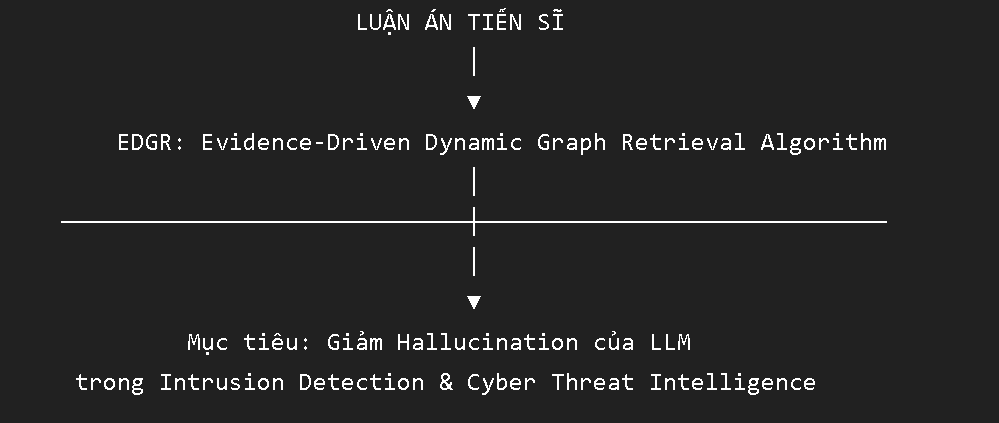 LUẬN ÁN TIẾN SĨ
EDGR: Evidence-Driven Dynamic Graph Retrieval Algorithm
Mục tiêu: Giảm Hallucination của LLM
trong Intrusion Detection & Cyber Threat Intelligence